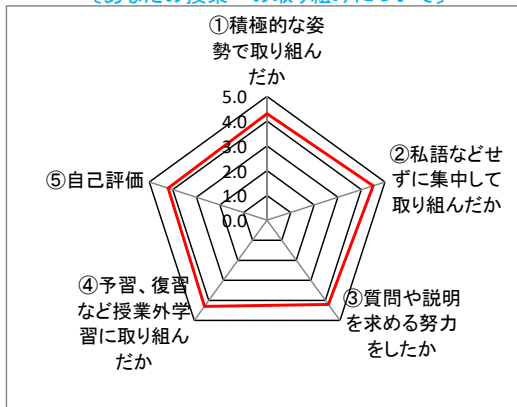 ①積極的な姿
勢で取り組ん
だか
5.0
4.0
3.0
2.0
1.0
0.0
②私語などせ
ずに集中して
取り組んだか
③質問や説明
を求める努力
をしたか
④予習、復習
など授業外学
習に取り組ん
だか
⑤自己評価